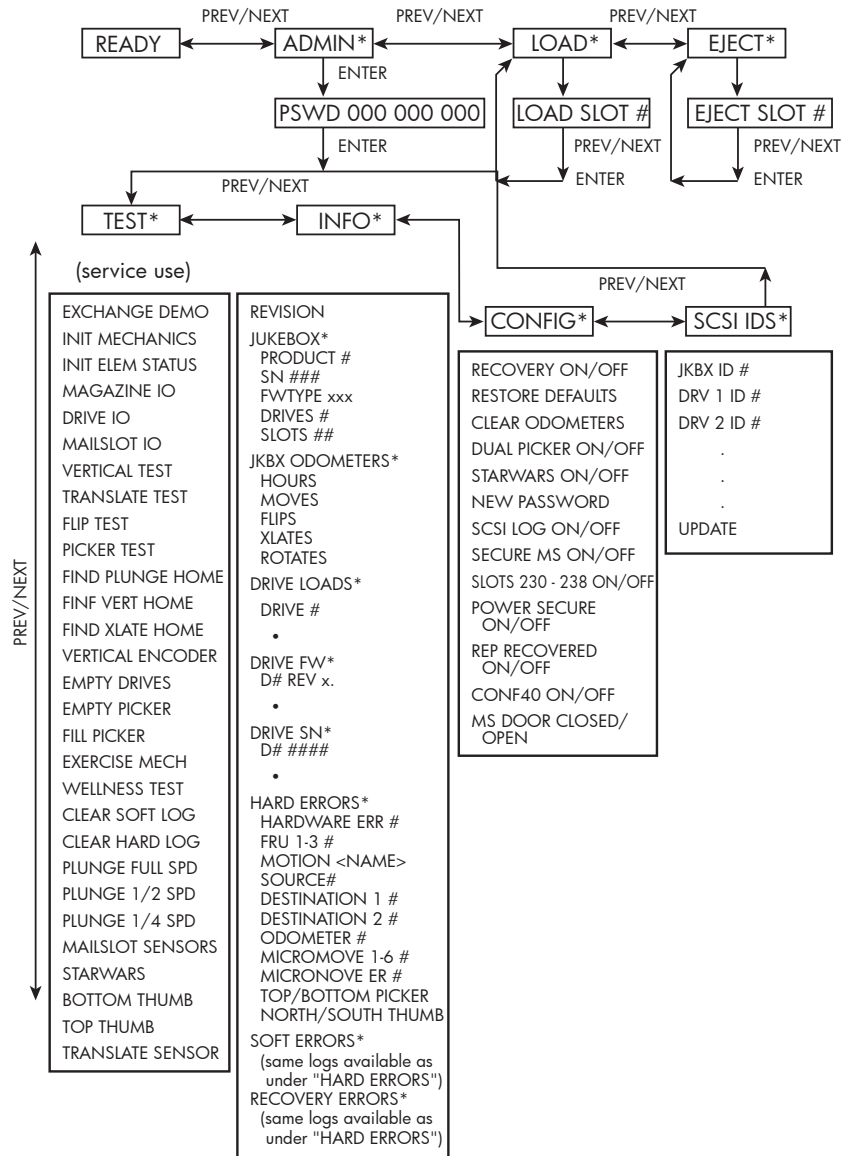 PREV/NEXT PREV/NEXT PREV/NEXT
READY ADMIN* LOAD* EJECT*
ENTER
PSWD 000 000 000 LOAD SLOT # EJECT SLOT #
ENTER PREV/NEXT PREV/NEXT
ENTER ENTER
PREV/NEXT
TEST* INFO*
(service use)
PREV/NEXT
CONFIG* SCSI IDS*
PREV/NEXT
EXCHANGE DEMO
INIT MECHANICS
INIT ELEM STATUS
MAGAZINE IO
DRIVE IO
MAILSLOT IO
VERTICAL TEST
TRANSLATE TEST
FLIP TEST
PICKER TEST
FIND PLUNGE HOME
FINF VERT HOME
FIND XLATE HOME
VERTICAL ENCODER
EMPTY DRIVES
EMPTY PICKER
FILL PICKER
EXERCISE MECH
WELLNESS TEST
CLEAR SOFT LOG
CLEAR HARD LOG
PLUNGE FULL SPD
PLUNGE 1/2 SPD
PLUNGE 1/4 SPD
MAILSLOT SENSORS
STARWARS
BOTTOM THUMB
TOP THUMB
TRANSLATE SENSOR
REVISION
JUKEBOX*
PRODUCT #
SN ###
FWTYPE xxx
DRIVES #
SLOTS ##
JKBX ODOMETERS*
HOURS
MOVES
FLIPS
XLATES
ROTATES
DRIVE LOADS*
DRIVE #
•
DRIVE FW*
D# REV x.
•
DRIVE SN*
D# ####
•
HARD ERRORS*
HARDWARE ERR #
FRU 1-3 #
MOTION <NAME>
SOURCE#
DESTINATION 1 #
DESTINATION 2 #
ODOMETER #
MICROMOVE 1-6 #
MICRONOVE ER #
TOP/BOTTOM PICKER
NORTH/SOUTH THUMB
SOFT ERRORS*
(same logs available as
under "HARD ERRORS")
RECOVERY ERRORS*
(same logs available as
under "HARD ERRORS")
RECOVERY ON/OFF
RESTORE DEFAULTS
CLEAR ODOMETERS
DUAL PICKER ON/OFF
STARWARS ON/OFF
NEW PASSWORD
SCSI LOG ON/OFF
SECURE MS ON/OFF
SLOTS 230 - 238 ON/OFF
POWER SECURE
ON/OFF
REP RECOVERED
ON/OFF
CONF40 ON/OFF
MS DOOR CLOSED/
OPEN
JKBX ID #
DRV 1 ID #
DRV 2 ID #
.
.
.
UPDATE